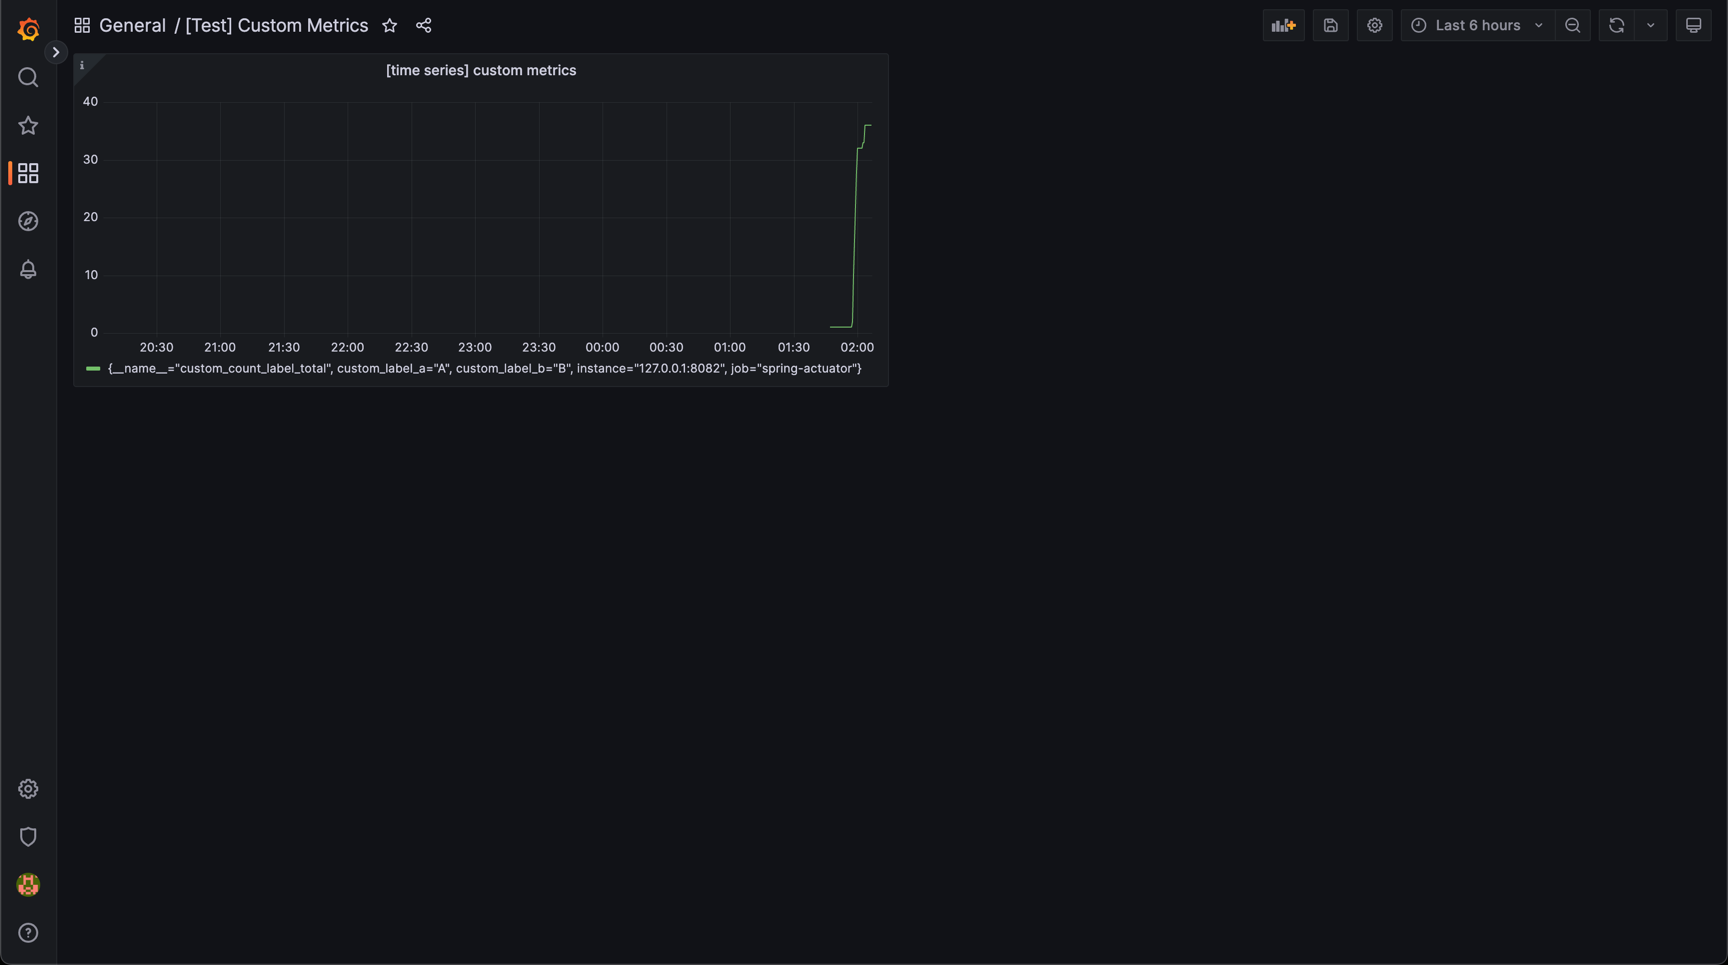 General / [Test] Custom Metrics
Last 6 hours
i
[time series] custom metrics
40
30
20
10
0
20:30 21:00 21:30 22:00 22:30 23:00 23:30 00:00 00:30 01:00 01:30 02:00
{__name__="custom_count_label_total", custom_label_a="A", custom_label_b="B", instance="127.0.0.1:8082", job="spring-actuator"}